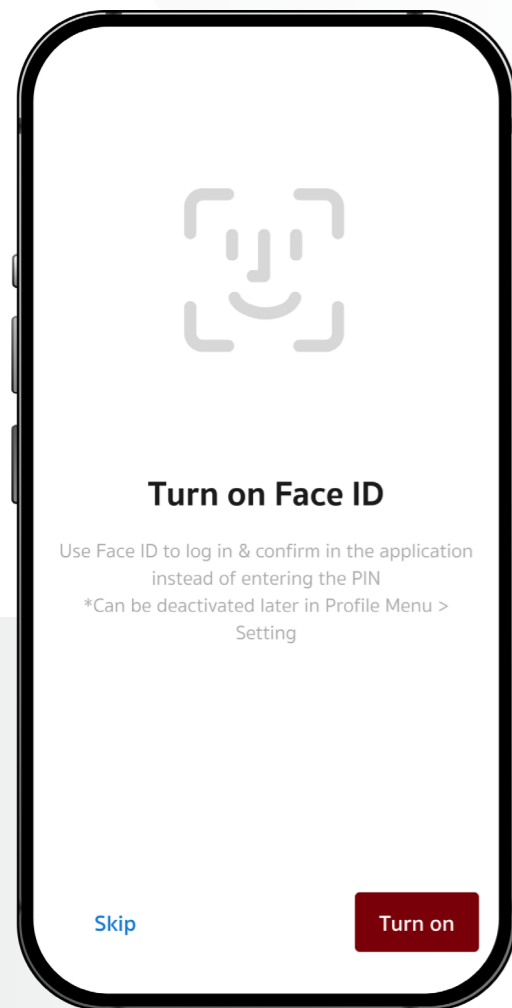 Turn on Face ID
Use Face ID to log in & confirm in the application
instead of entering the PIN
*Can be deactivated later in Profile Menu >
Setting
Skip
Turn on